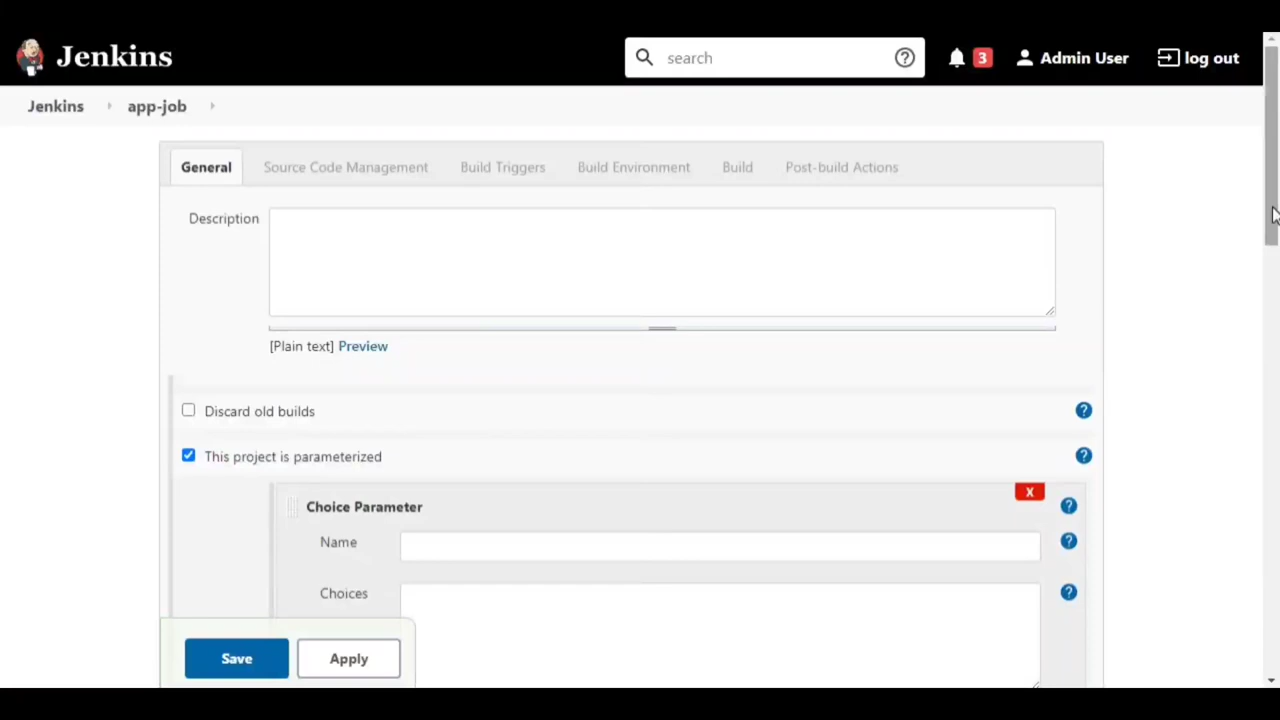 Jenkins
search
3
Admin User
log out
Jenkins
app-job
General
Source Code Management
Build Triggers
Build Environment
Build
Post-build Actions
Description
[Plain text] Preview
Discard old builds
?
This project is parameterized
?
X
Choice Parameter
?
Name
?
Choices
?
Save
Apply